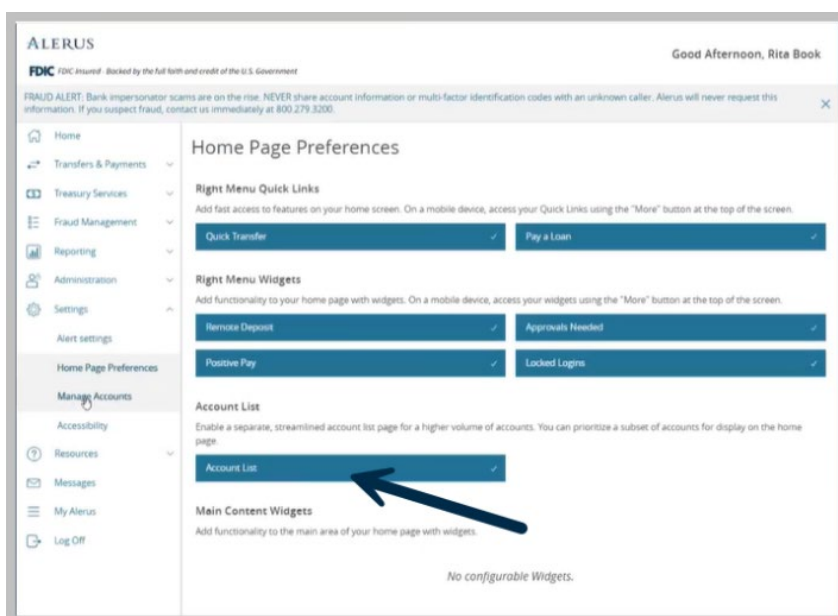 ALERUS
Good Afternoon, Rita Book
FDIC FDIC-Insured - Backed by the full faith and credit of the U.S. Government
FRAUD ALERT: Bank impersonator scams are on the rise. NEVER share account information or multi-factor identification codes with an unknown caller. Alerus will never request this
information. If you suspect fraud, contact us immediately at 800.279.3200.
Home
Transfers & Payments
Treasury Services
Fraud Management
Reporting
Administration
Settings
Alert settings
Home Page Preferences
Manage Accounts
Accessibility
Resources
Messages
My Alerus
Log Off
Home Page Preferences
Right Menu Quick Links
Add fast access to features on your home screen. On a mobile device, access your Quick Links using the "More" button at the top of the screen.
Quick Transfer
Pay a Loan
Right Menu Widgets
Add functionality to your home page with widgets. On a mobile device, access your widgets using the "More" button at the top of the screen.
Remote Deposit
Approvals Needed
Positive Pay
Locked Logins
Account List
Enable a separate, streamlined account list page for a higher volume of accounts. You can prioritize a subset of accounts for display on the home
page.
Account List
Main Content Widgets
Add functionality to the main area of your home page with widgets.
No configurable Widgets.